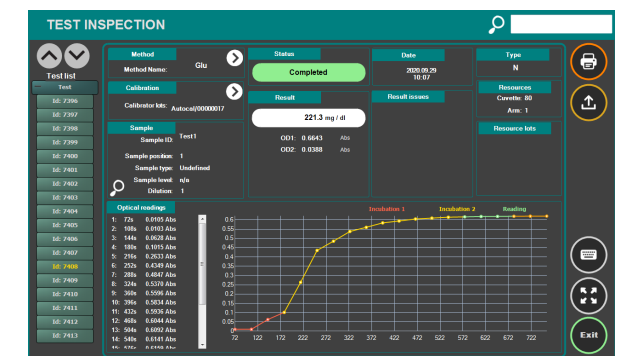 TEST INSPECTION
Test list
Test
Id: 7396
Id: 7397
Id: 7398
Id: 7399
Id: 7400
Id: 7401
Id: 7402
Id: 7403
Id: 7404
Id: 7405
Id: 7406
Id: 7407
Id: 7408
Id: 7409
Id: 7410
Id: 7411
Id: 7412
Id: 7413
Method
Method Name: Glu
Calibration
Calibrator lots: Autocal/00000017
Sample
Sample ID: Test1
Sample position: 1
Sample type: Undefined
Sample level: n/a
Dilution: 1
Status
Completed
Result
221.3 mg / dl
OD1: 0.6643 Abs
OD2: 0.0388 Abs
Date
2020.09.29
10:07
Result issues
Type
N
Resources
Cuvette: 80
Arm: 1
Resource lots
Optical readings
1: 72s 0.0105 Abs
2: 108s 0.0103 Abs
3: 144s 0.0628 Abs
4: 180s 0.1015 Abs
5: 216s 0.2633 Abs
6: 252s 0.4349 Abs
7: 288s 0.4847 Abs
8: 324s 0.5370 Abs
9: 360s 0.5596 Abs
10: 396s 0.5834 Abs
11: 432s 0.5936 Abs
12: 468s 0.6044 Abs
13: 504s 0.6092 Abs
14: 540s 0.6141 Abs
Incubation 1 Incubation 2 Reading
0.6
0.55
0.5
0.45
0.4
0.35
0.3
0.25
0.2
0.15
0.1
0.05
72 122 172 222 272 322 372 422 472 522 572 622 672 722
Exit